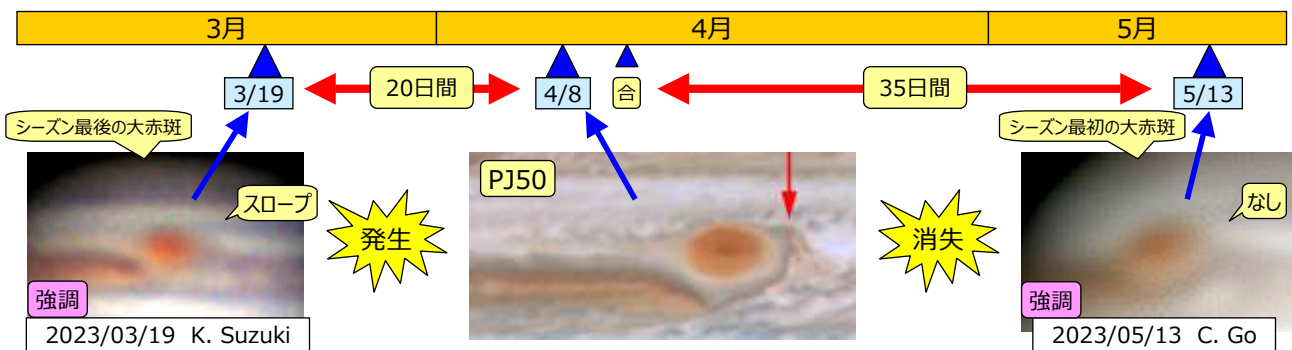 3月 4月 5月
3/19 20日間 4/8 合 35日間 5/13
シーズン最後の大赤斑
シーズン最初の大赤斑
スロープ
PJ50
なし
発生
消失
強調
強調
2023/03/19 K. Suzuki
2023/05/13 C. Go